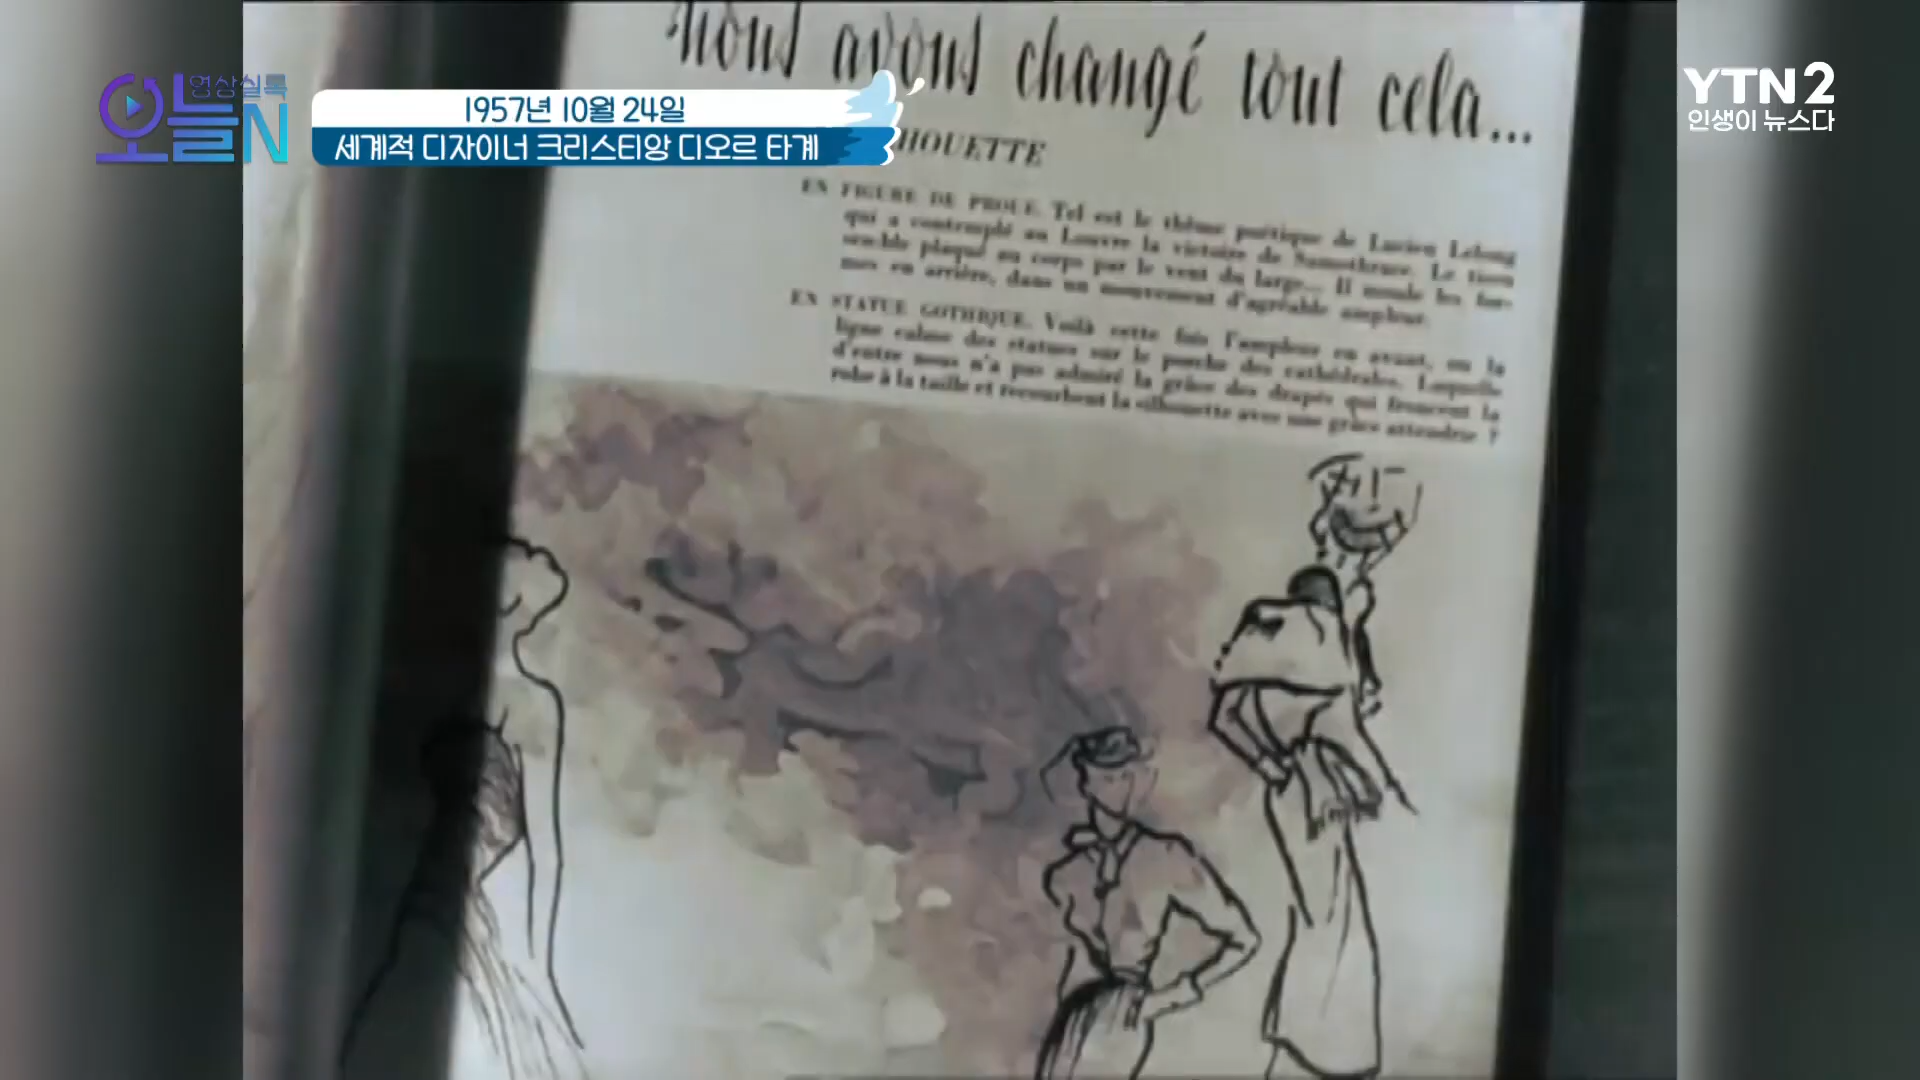 영상실록
오늘N
1957년 10월 24일
세계적 디자이너 크리스티앙 디오르 타계
YTN2
인생이 뉴스다
nous avons changé tout cela...
HOUETTE
EN FIGURE DE PROUE. Tel est le thème poétique de Lucien Lelong
qui a contemplé au Louvre la victoire de Samothrace. Le tissu
semble plaqué au corps par le vent du large... Il moule les for-
mes en arrière, dans un mouvement d'agréable ampleur.
EN STATUE GOTHIQUE. Voilà cette fois l'ampleur en avant, ou la
ligne calme des statues sur le porche des cathédrales. Laquelle
d'entre nous n'a pas admiré la grâce des drapés qui froncent la
robe à la taille et recourbent la silhouette avec une grâce attendrie ?